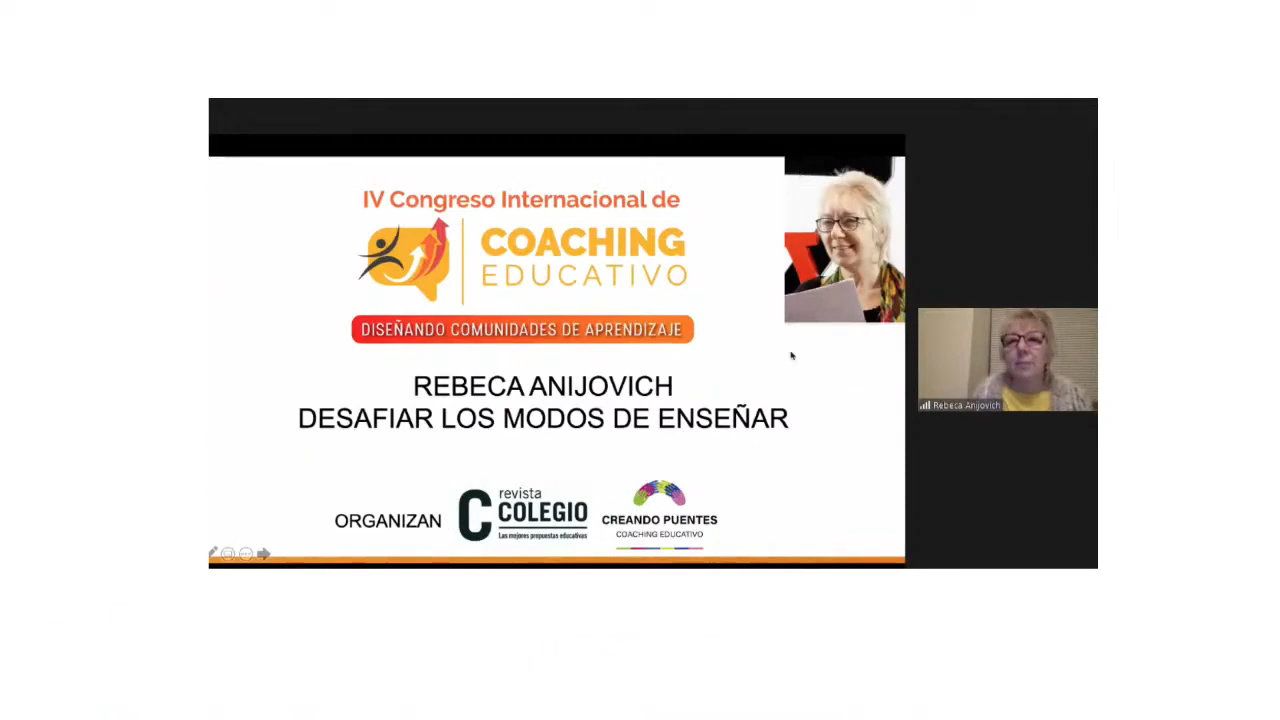 IV Congreso Internacional de
COACHING
EDUCATIVO
DISEÑANDO COMUNIDADES DE APRENDIZAJE
REBECA ANIJOVICH
DESAFIAR LOS MODOS DE ENSEÑAR
ORGANIZAN
C revista
COLEGIO
Las mejores propuestas educativas
CREANDO PUENTES
COACHING EDUCATIVO
Rebeca Anijovich